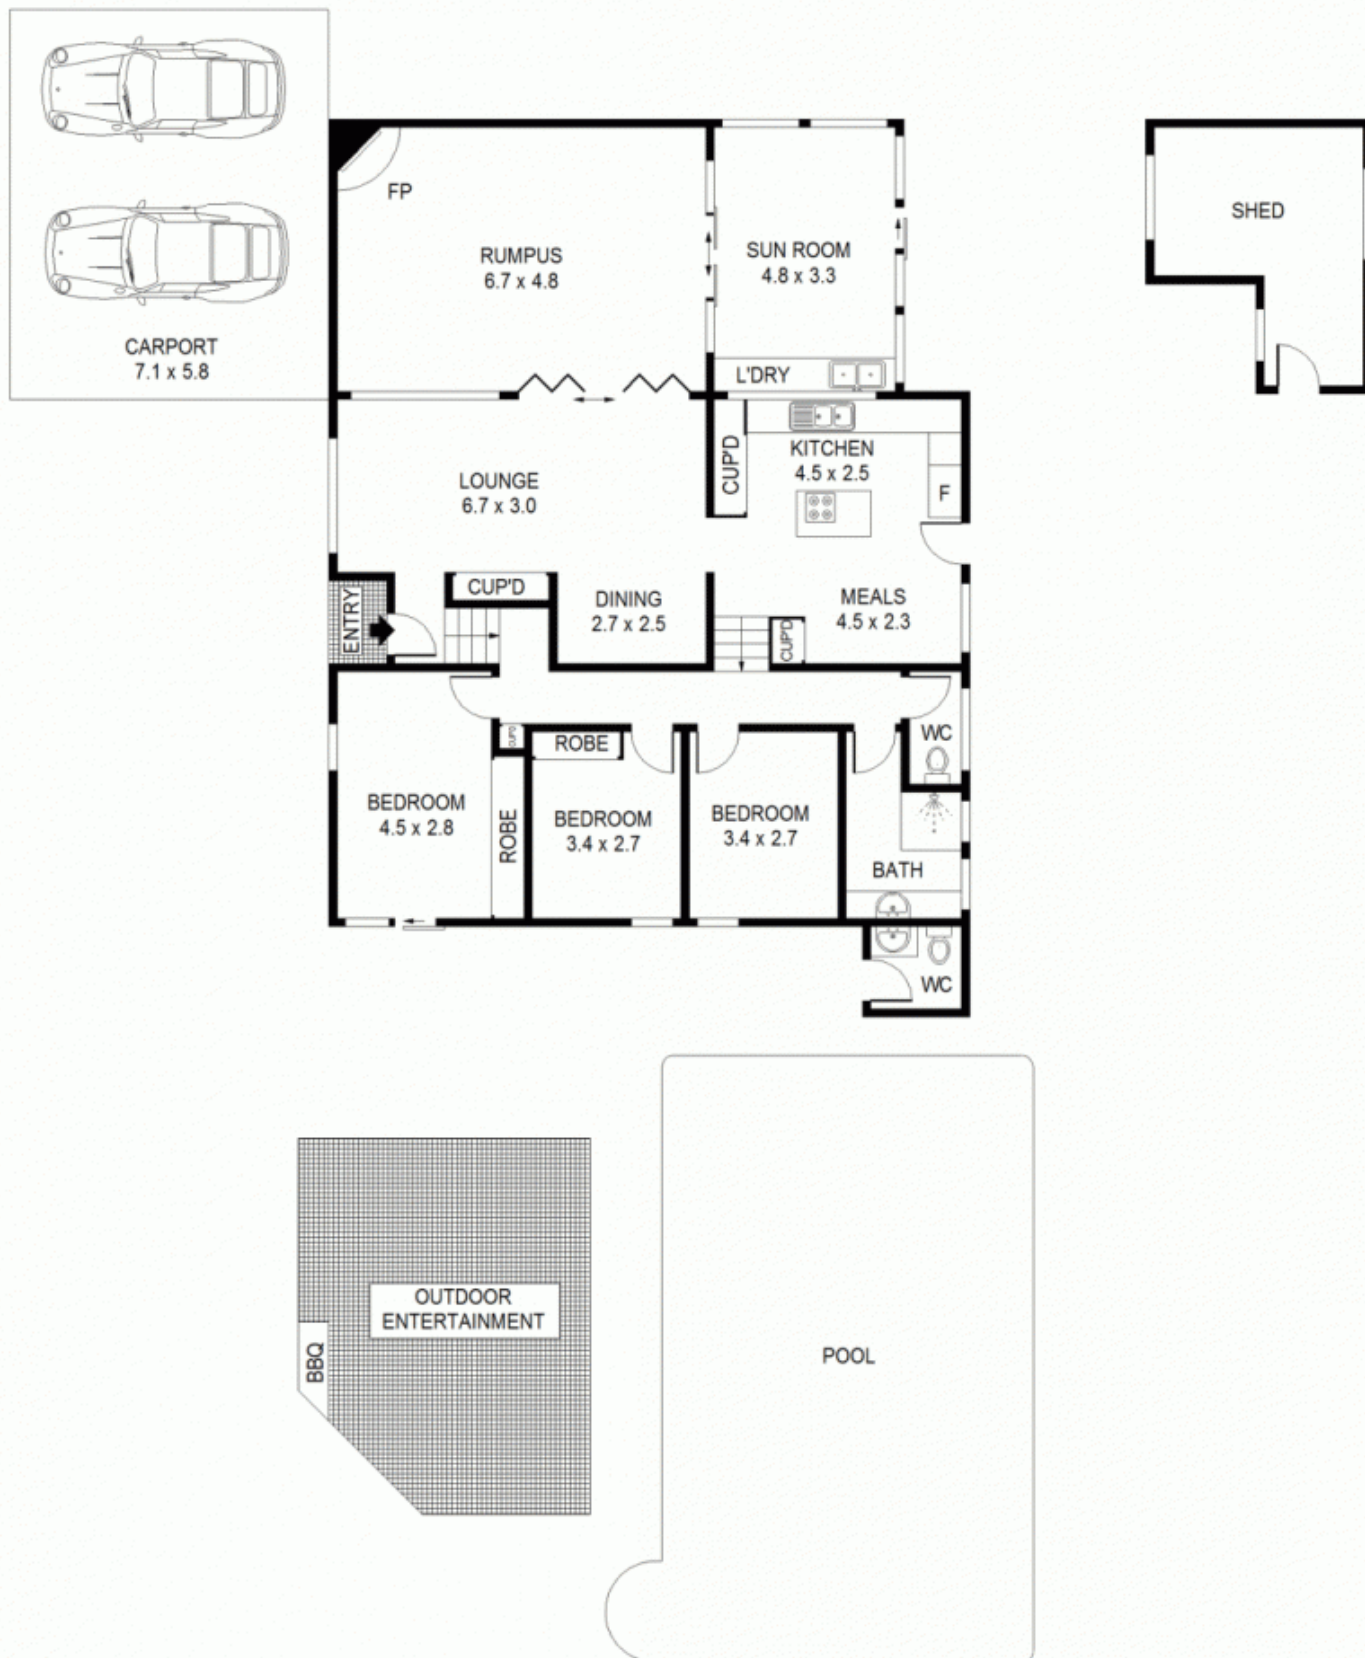 FP
RUMPUS
6.7 x 4.8
SUN ROOM
4.8 x 3.3
SHED
CARPORT
7.1 x 5.8
L'DRY
CUP'D
KITCHEN
4.5 x 2.5
F
LOUNGE
6.7 x 3.0
CUP'D
ENTRY
DINING
2.7 x 2.5
MEALS
4.5 x 2.3
CUP'D
CUP'D
ROBE
WC
BEDROOM
4.5 x 2.8
ROBE
BEDROOM
3.4 x 2.7
BEDROOM
3.4 x 2.7
BATH
WC
OUTDOOR
ENTERTAINMENT
BBQ
POOL